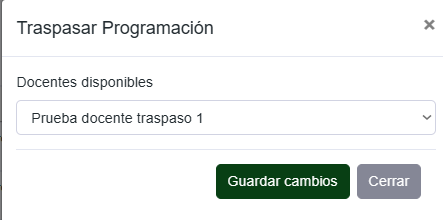 Traspasar Programación
×
Docentes disponibles
Prueba docente traspaso 1
Guardar cambios
Cerrar